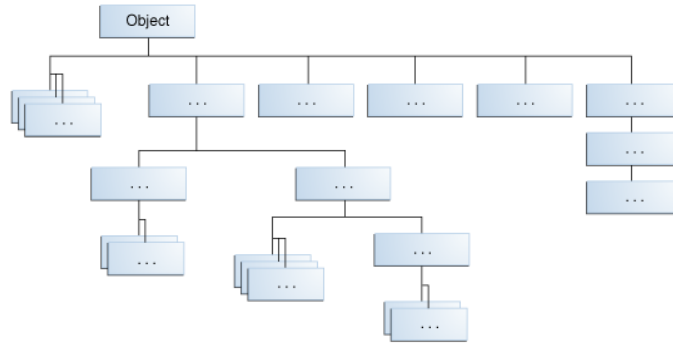 Object
. . .
. . .
. . .
. . .
. . .
. . .
. . .
. . .
. . .
. . .
. . .
. . .
. . .
. . .